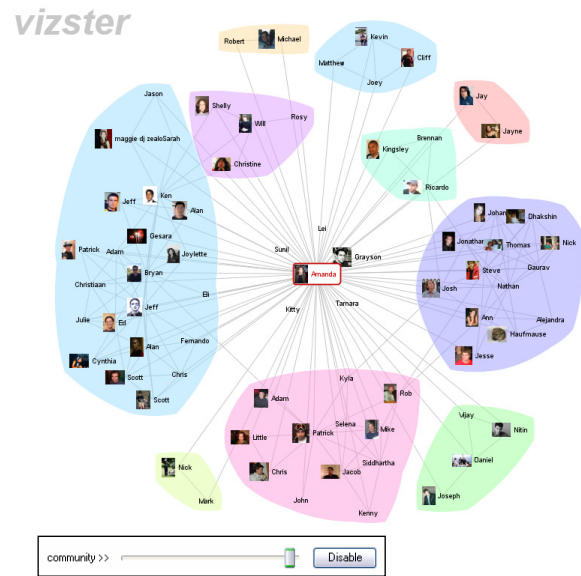 vizster
Robert
Michael
Kevin
Cliff
Matthew
Joey
Jason
Shelly
Will
Rosy
Christine
maggie dj zealoSarah
Jay
Jayne
Brennan
Kingsley
Ricardo
Jeff
Ken
Alan
Gesara
Patrick
Adam
Joylette
Bryan
Christiaan
Jeff
Eli
Julie
Ed
Alan
Fernando
Cynthia
Scott
Chris
Scott
Lei
Sunil
Grayson
Amanda
Kitty
Tamara
Johan
Dhakshin
Jonathan
Thomas
Nick
Steve
Gaurav
Josh
Nathan
Ann
Alejandra
Haufmause
Jesse
Kyla
Adam
Rob
Selena
Little
Patrick
Mike
Siddhartha
Chris
Jacob
John
Kenny
Vijay
Nitin
Daniel
Joseph
Nick
Mark
community >>
Disable